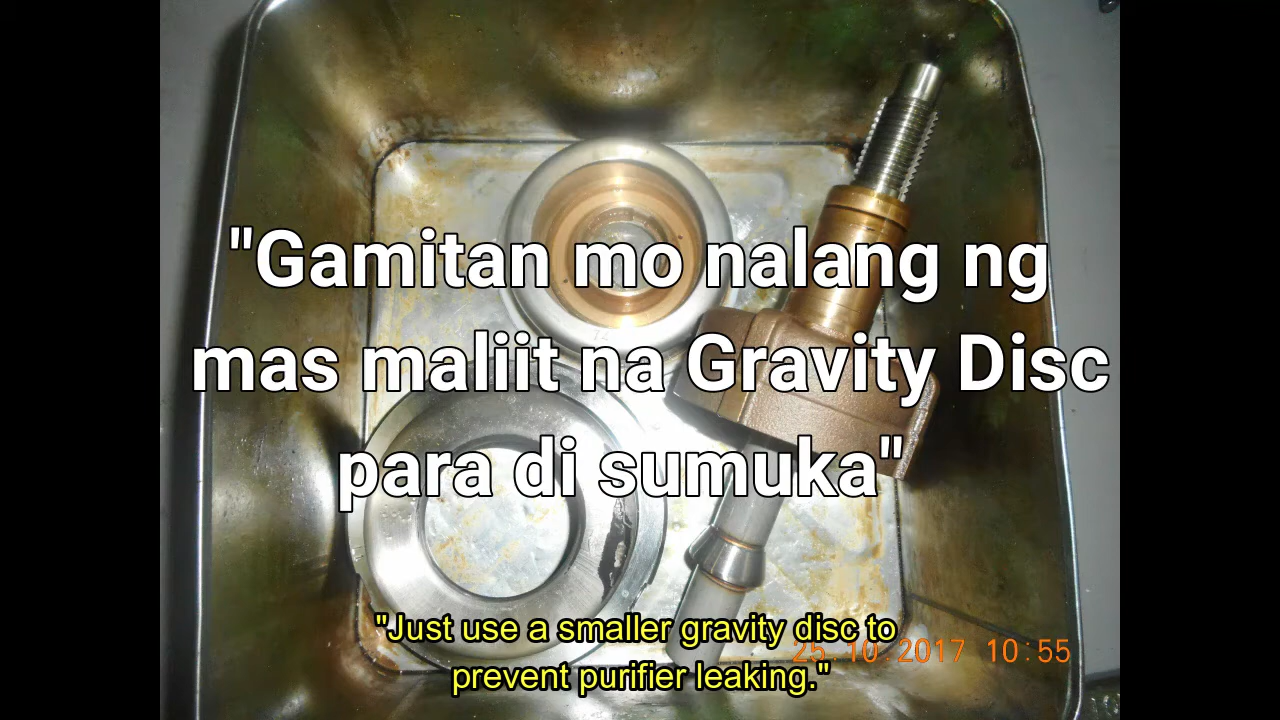 "Gamitan mo nalang ng
mas maliit na Gravity Disc
para di sumuka"
"Just use a smaller gravity disc to
25.10.2017 10:55
prevent purifier leaking."